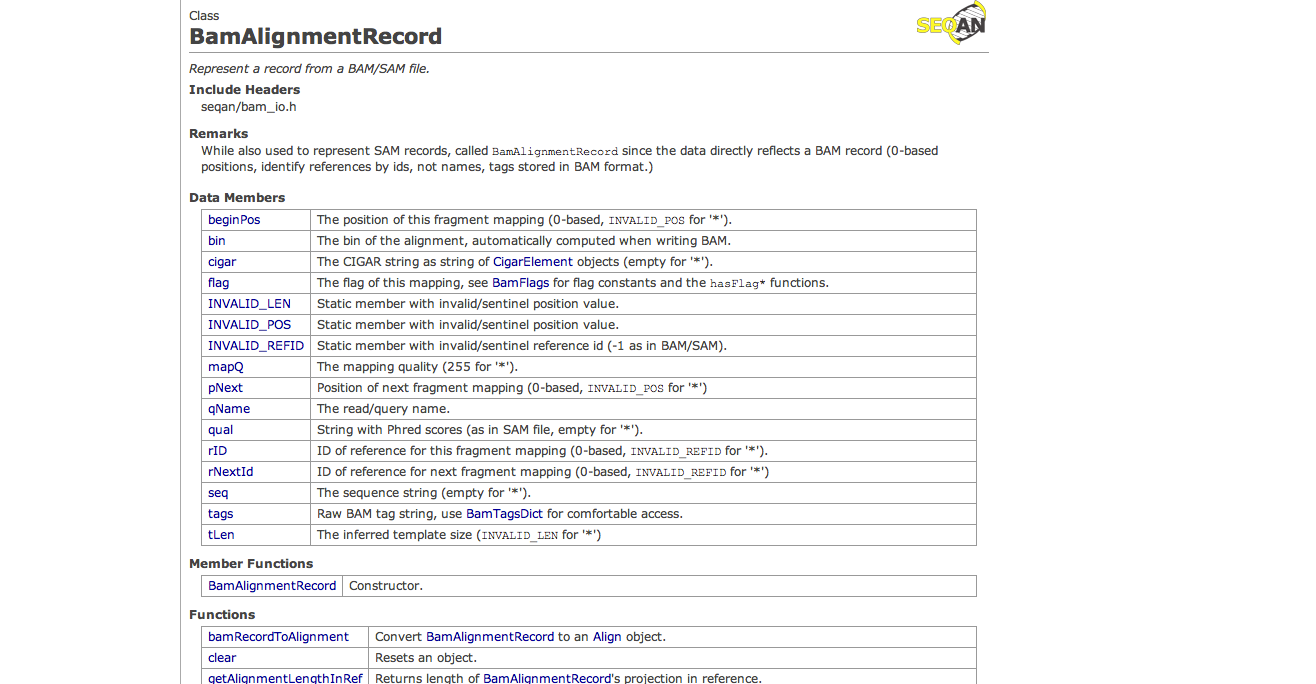 Class
SEQAN
BamAlignmentRecord
Represent a record from a BAM/SAM file.
Include Headers
seqan/bam_io.h
Remarks
While also used to represent SAM records, called BamAlignmentRecord since the data directly reflects a BAM record (0-based
positions, identify references by ids, not names, tags stored in BAM format.)
Data Members
beginPos The position of this fragment mapping (0-based, INVALID_POS for '*').
bin The bin of the alignment, automatically computed when writing BAM.
cigar The CIGAR string as string of CigarElement objects (empty for '*').
flag The flag of this mapping, see BamFlags for flag constants and the hasFlag* functions.
INVALID_LEN Static member with invalid/sentinel position value.
INVALID_POS Static member with invalid/sentinel position value.
INVALID_REFID Static member with invalid/sentinel reference id (-1 as in BAM/SAM).
mapQ The mapping quality (255 for '*').
pNext Position of next fragment mapping (0-based, INVALID_POS for '*')
qName The read/query name.
qual String with Phred scores (as in SAM file, empty for '*').
rID ID of reference for this fragment mapping (0-based, INVALID_REFID for '*').
rNextId ID of reference for next fragment mapping (0-based, INVALID_REFID for '*')
seq The sequence string (empty for '*').
tags Raw BAM tag string, use BamTagsDict for comfortable access.
tLen The inferred template size (INVALID_LEN for '*')
Member Functions
BamAlignmentRecord Constructor.
Functions
bamRecordToAlignment Convert BamAlignmentRecord to an Align object.
clear Resets an object.
getAlignmentLengthInRef Returns length of BamAlignmentRecord's projection in reference.